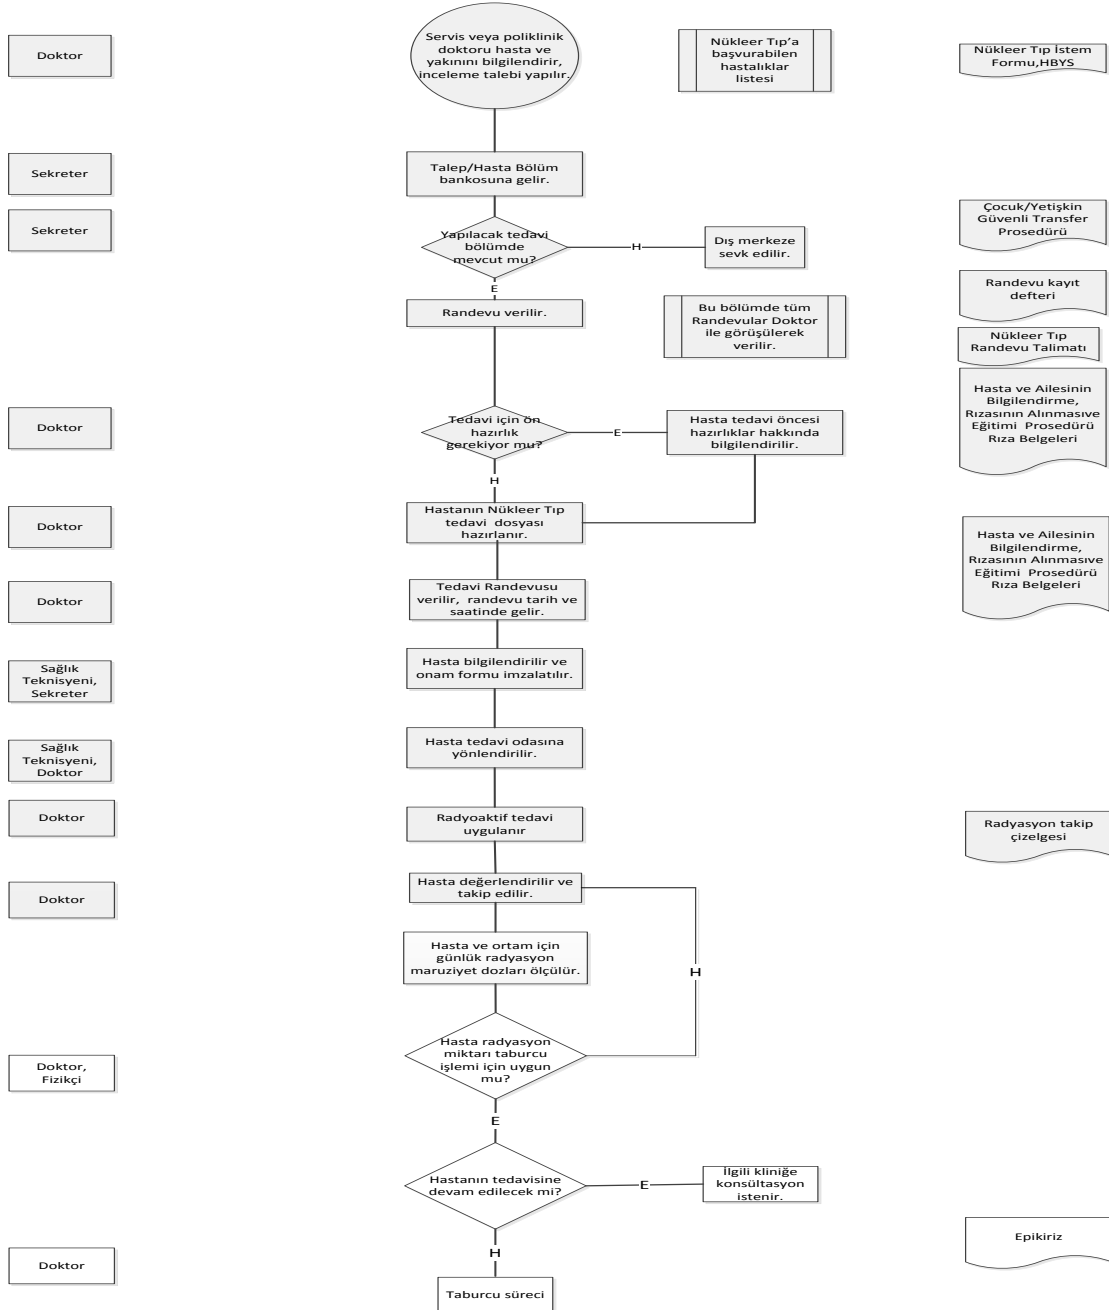 Doktor
Servis veya poliklinik
doktoru hasta ve
yakınını bilgilendirir,
inceleme talebi yapılır.
Nükleer Tıp'a
başvurabilen
hastalıklar
listesi
Nükleer Tıp İstem
Formu,HBYS
Sekreter
Talep/Hasta Bölüm
bankosuna gelir.
Sekreter
Yapılacak tedavi
bölümde
mevcut mu?
H
Dış merkeze
sevk edilir.
Çocuk/Yetişkin
Güvenli Transfer
Prosedürü
E
Randevu verilir.
Bu bölümde tüm
Randevular Doktor
ile görüşülerek
verilir.
Randevu kayıt
defteri
Nükleer Tıp
Randevu Talimatı
Doktor
Tedavi için ön
hazırlık
gerekiyor mu?
E
Hasta tedavi öncesi
hazırlıklar hakkında
bilgilendirilir.
Hasta ve Ailesinin
Bilgilendirme,
Rızasının Alınmasıve
Eğitimi Prosedürü
Rıza Belgeleri
H
Doktor
Hastanın Nükleer Tıp
tedavi dosyası
hazırlanır.
Hasta ve Ailesinin
Bilgilendirme,
Rızasının Alınmasıve
Eğitimi Prosedürü
Rıza Belgeleri
Doktor
Tedavi Randevusu
verilir, randevu tarih ve
saatinde gelir.
Sağlık
Teknisyeni,
Sekreter
Hasta bilgilendirilir ve
onam formu imzalatılır.
Sağlık
Teknisyeni,
Doktor
Hasta tedavi odasına
yönlendirilir.
Doktor
Radyoaktif tedavi
uygulanır
Radyasyon takip
çizelgesi
Doktor
Hasta değerlendirilir ve
takip edilir.
Hasta ve ortam için
günlük radyasyon
maruziyet dozları ölçülür.
H
Doktor,
Fizikçi
Hasta radyasyon
miktarı taburcu
işlemi için uygun
mu?
E
Hastanın tedavisine
devam edilecek mi?
E
İlgili kliniğe
konsültasyon
istenir.
H
Doktor
Taburcu süreci
Epikiriz